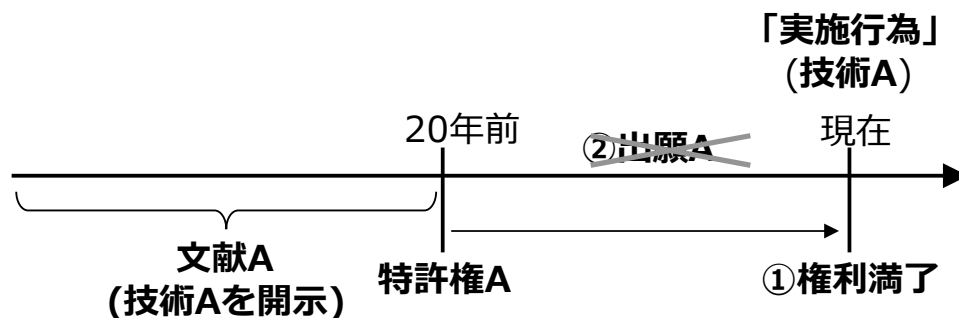 「実施行為」
(技術A)
20年前
②出願A
現在
文献A
(技術Aを開示)
特許権A
①権利満了